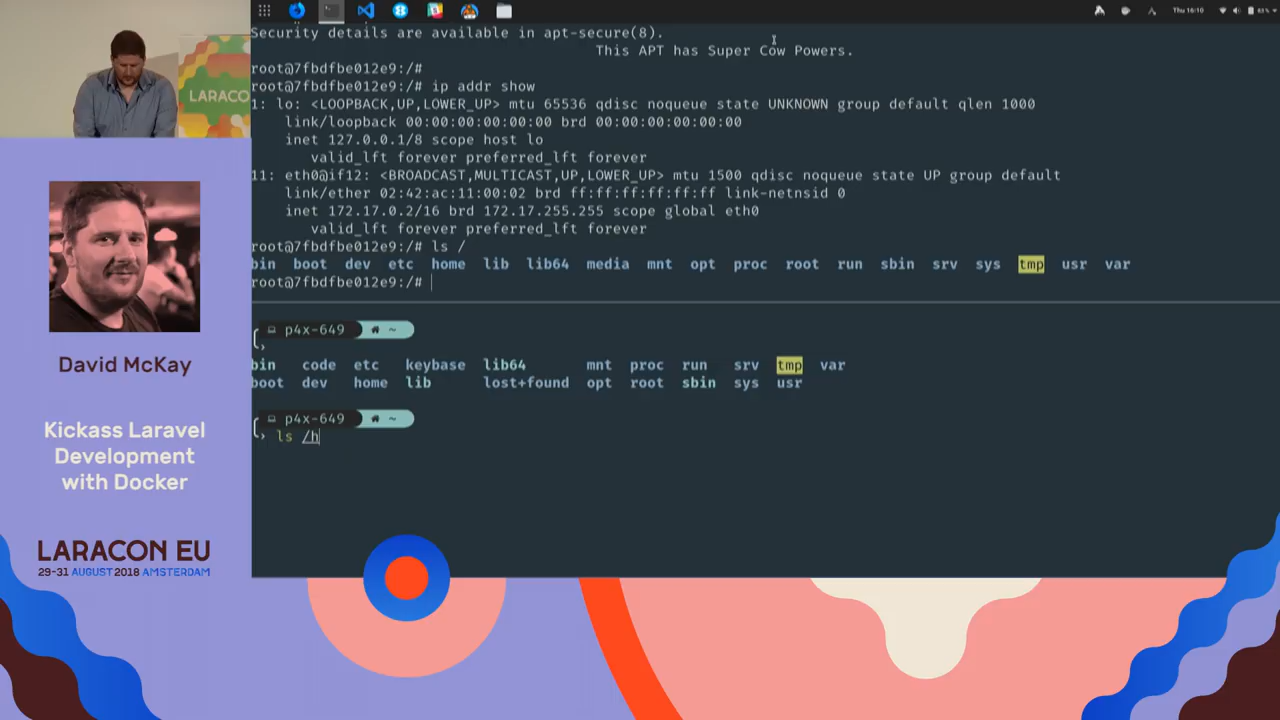 Thu 16:10
83%
Security details are available in apt-secure(8).
This APT has Super Cow Powers.
root@7fbdfbe012e9:/#
root@7fbdfbe012e9:/# ip addr show
1: lo: <LOOPBACK,UP,LOWER_UP> mtu 65536 qdisc noqueue state UNKNOWN group default qlen 1000
link/loopback 00:00:00:00:00:00 brd 00:00:00:00:00:00
inet 127.0.0.1/8 scope host lo
valid_lft forever preferred_lft forever
11: eth0@if12: <BROADCAST,MULTICAST,UP,LOWER_UP> mtu 1500 qdisc noqueue state UP group default
link/ether 02:42:ac:11:00:02 brd ff:ff:ff:ff:ff:ff link-netnsid 0
inet 172.17.0.2/16 brd 172.17.255.255 scope global eth0
valid_lft forever preferred_lft forever
root@7fbdfbe012e9:/# ls /
bin boot dev etc home lib lib64 media mnt opt proc root run sbin srv sys tmp usr var
root@7fbdfbe012e9:/#
p4x-649 ~
bin code etc keybase lib64 mnt proc run srv tmp var
boot dev home lib lost+found opt root sbin sys usr
p4x-649 ~
ls /h
LARACON
David McKay
Kickass Laravel
Development
with Docker
LARACON EU
29-31 AUGUST 2018 AMSTERDAM